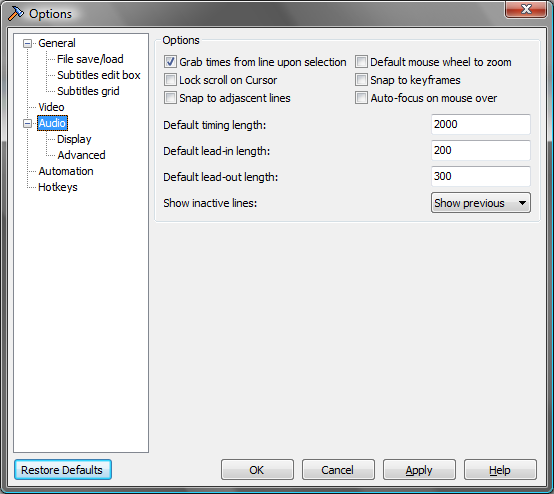 Options
General
File save/load
Subtitles edit box
Subtitles grid
Video
Audio
Display
Advanced
Automation
Hotkeys
Options
Grab times from line upon selection
Default mouse wheel to zoom
Lock scroll on Cursor
Snap to keyframes
Snap to adjascent lines
Auto-focus on mouse over
Default timing length: 2000
Default lead-in length: 200
Default lead-out length: 300
Show inactive lines: Show previous
Restore Defaults OK Cancel Apply Help